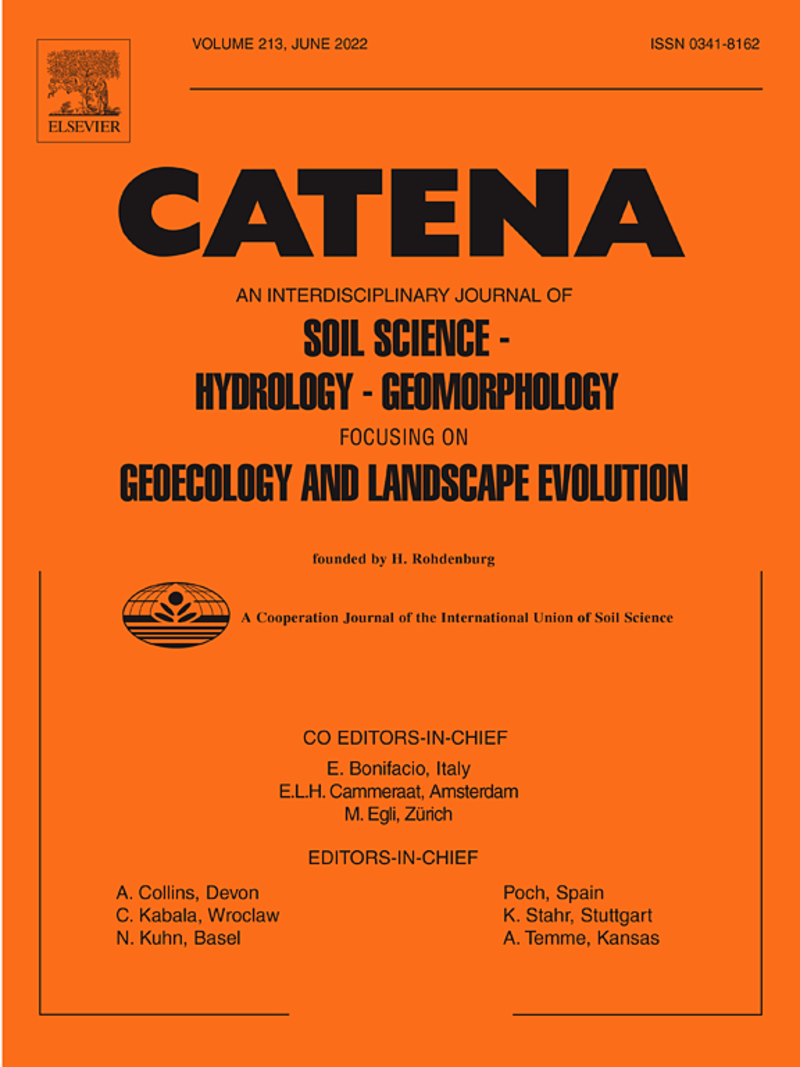 VOLUME 213, JUNE 2022
ISSN 0341-8162
ELSEVIER
CATENA
AN INTERDISCIPLINARY JOURNAL OF
SOIL SCIENCE -
HYDROLOGY - GEOMORPHOLOGY
FOCUSING ON
GEOECOLOGY AND LANDSCAPE EVOLUTION
founded by H. Rohdenburg
A Cooperation Journal of the International Union of Soil Science
CO EDITORS-IN-CHIEF
E. Bonifacio, Italy
E.L.H. Cammeraat, Amsterdam
M. Egli, Zürich
EDITORS-IN-CHIEF
A. Collins, Devon
C. Kabala, Wroclaw
N. Kuhn, Basel
Poch, Spain
K. Stahr, Stuttgart
A. Temme, Kansas